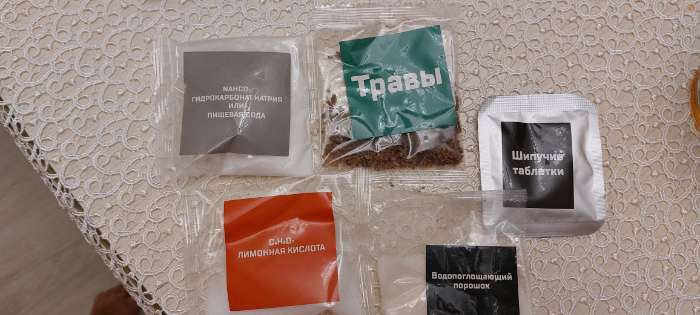 NaHCO₃
ГИДРОКАРБОНАТ НАТРИЯ
ИЛИ
ПИЩЕВАЯ СОДА
Травы
Шипучие
таблетки
C₆H₈O₇
ЛИМОННАЯ КИСЛОТА
Водопоглощающий
порошок